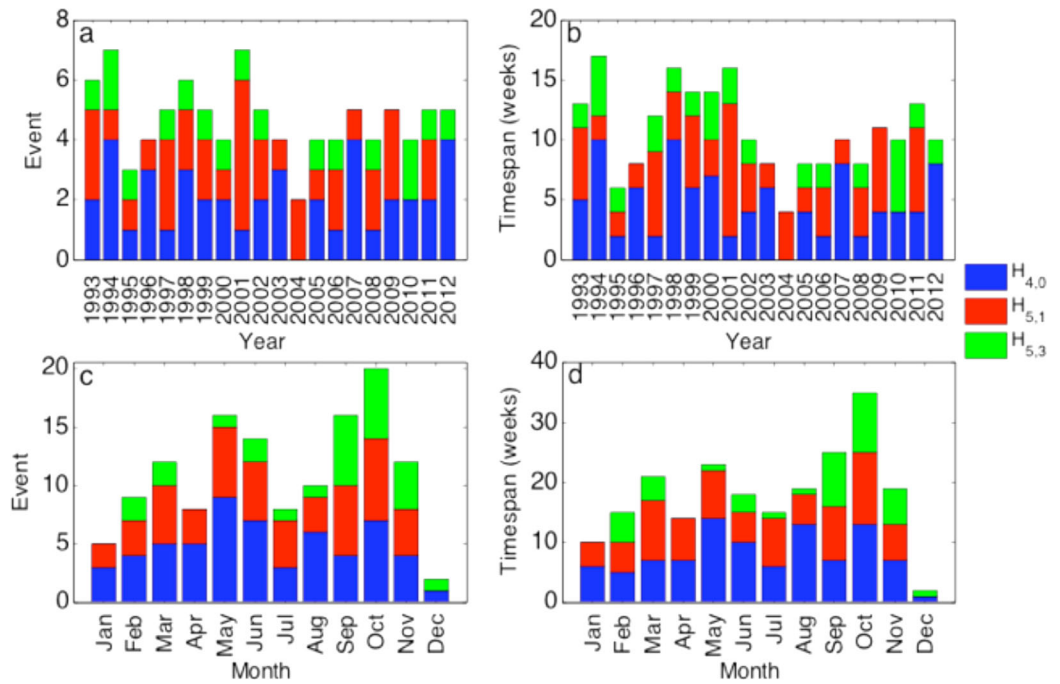 a
8
6
4
2
0
Event
1993 1994 1995 1996 1997 1998 1999 2000 2001 2002 2003 2004 2005 2006 2007 2008 2009 2010 2011 2012
Year
b
20
15
10
5
0
Timespan (weeks)
1993 1994 1995 1996 1997 1998 1999 2000 2001 2002 2003 2004 2005 2006 2007 2008 2009 2010 2011 2012
Year
H4,0
H5,1
H5,3
c
20
15
10
5
0
Event
Jan Feb Mar Apr May Jun Jul Aug Sep Oct Nov Dec
Month
d
40
30
20
10
0
Timespan (weeks)
Jan Feb Mar Apr May Jun Jul Aug Sep Oct Nov Dec
Month